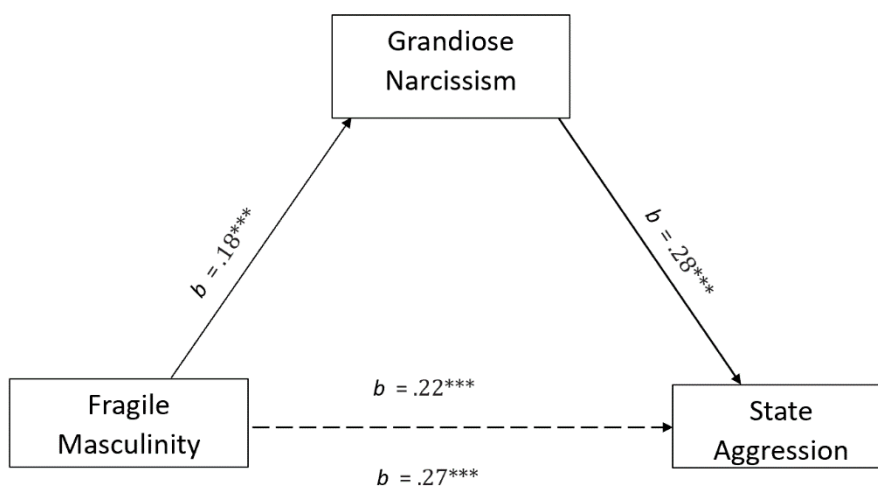 Grandiose
Narcissism
b = .18***
b = .28***
b = .22***
Fragile
Masculinity
State
Aggression
b = .27***